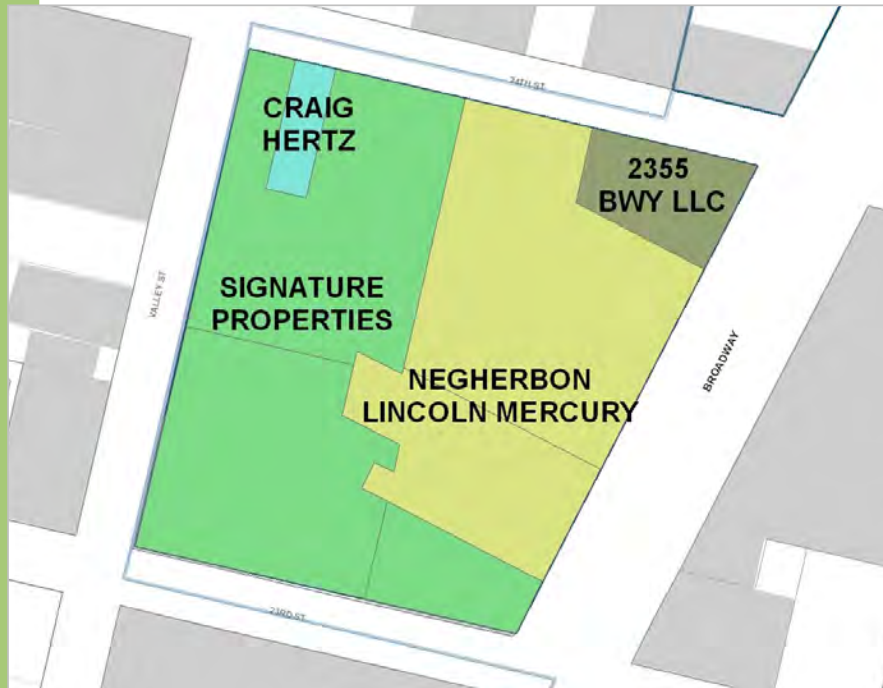 24TH ST
CRAIG
HERTZ
2355
BWY LLC
VALLEY ST
SIGNATURE
PROPERTIES
BROADWAY
NEGHERBON
LINCOLN MERCURY
23RD ST